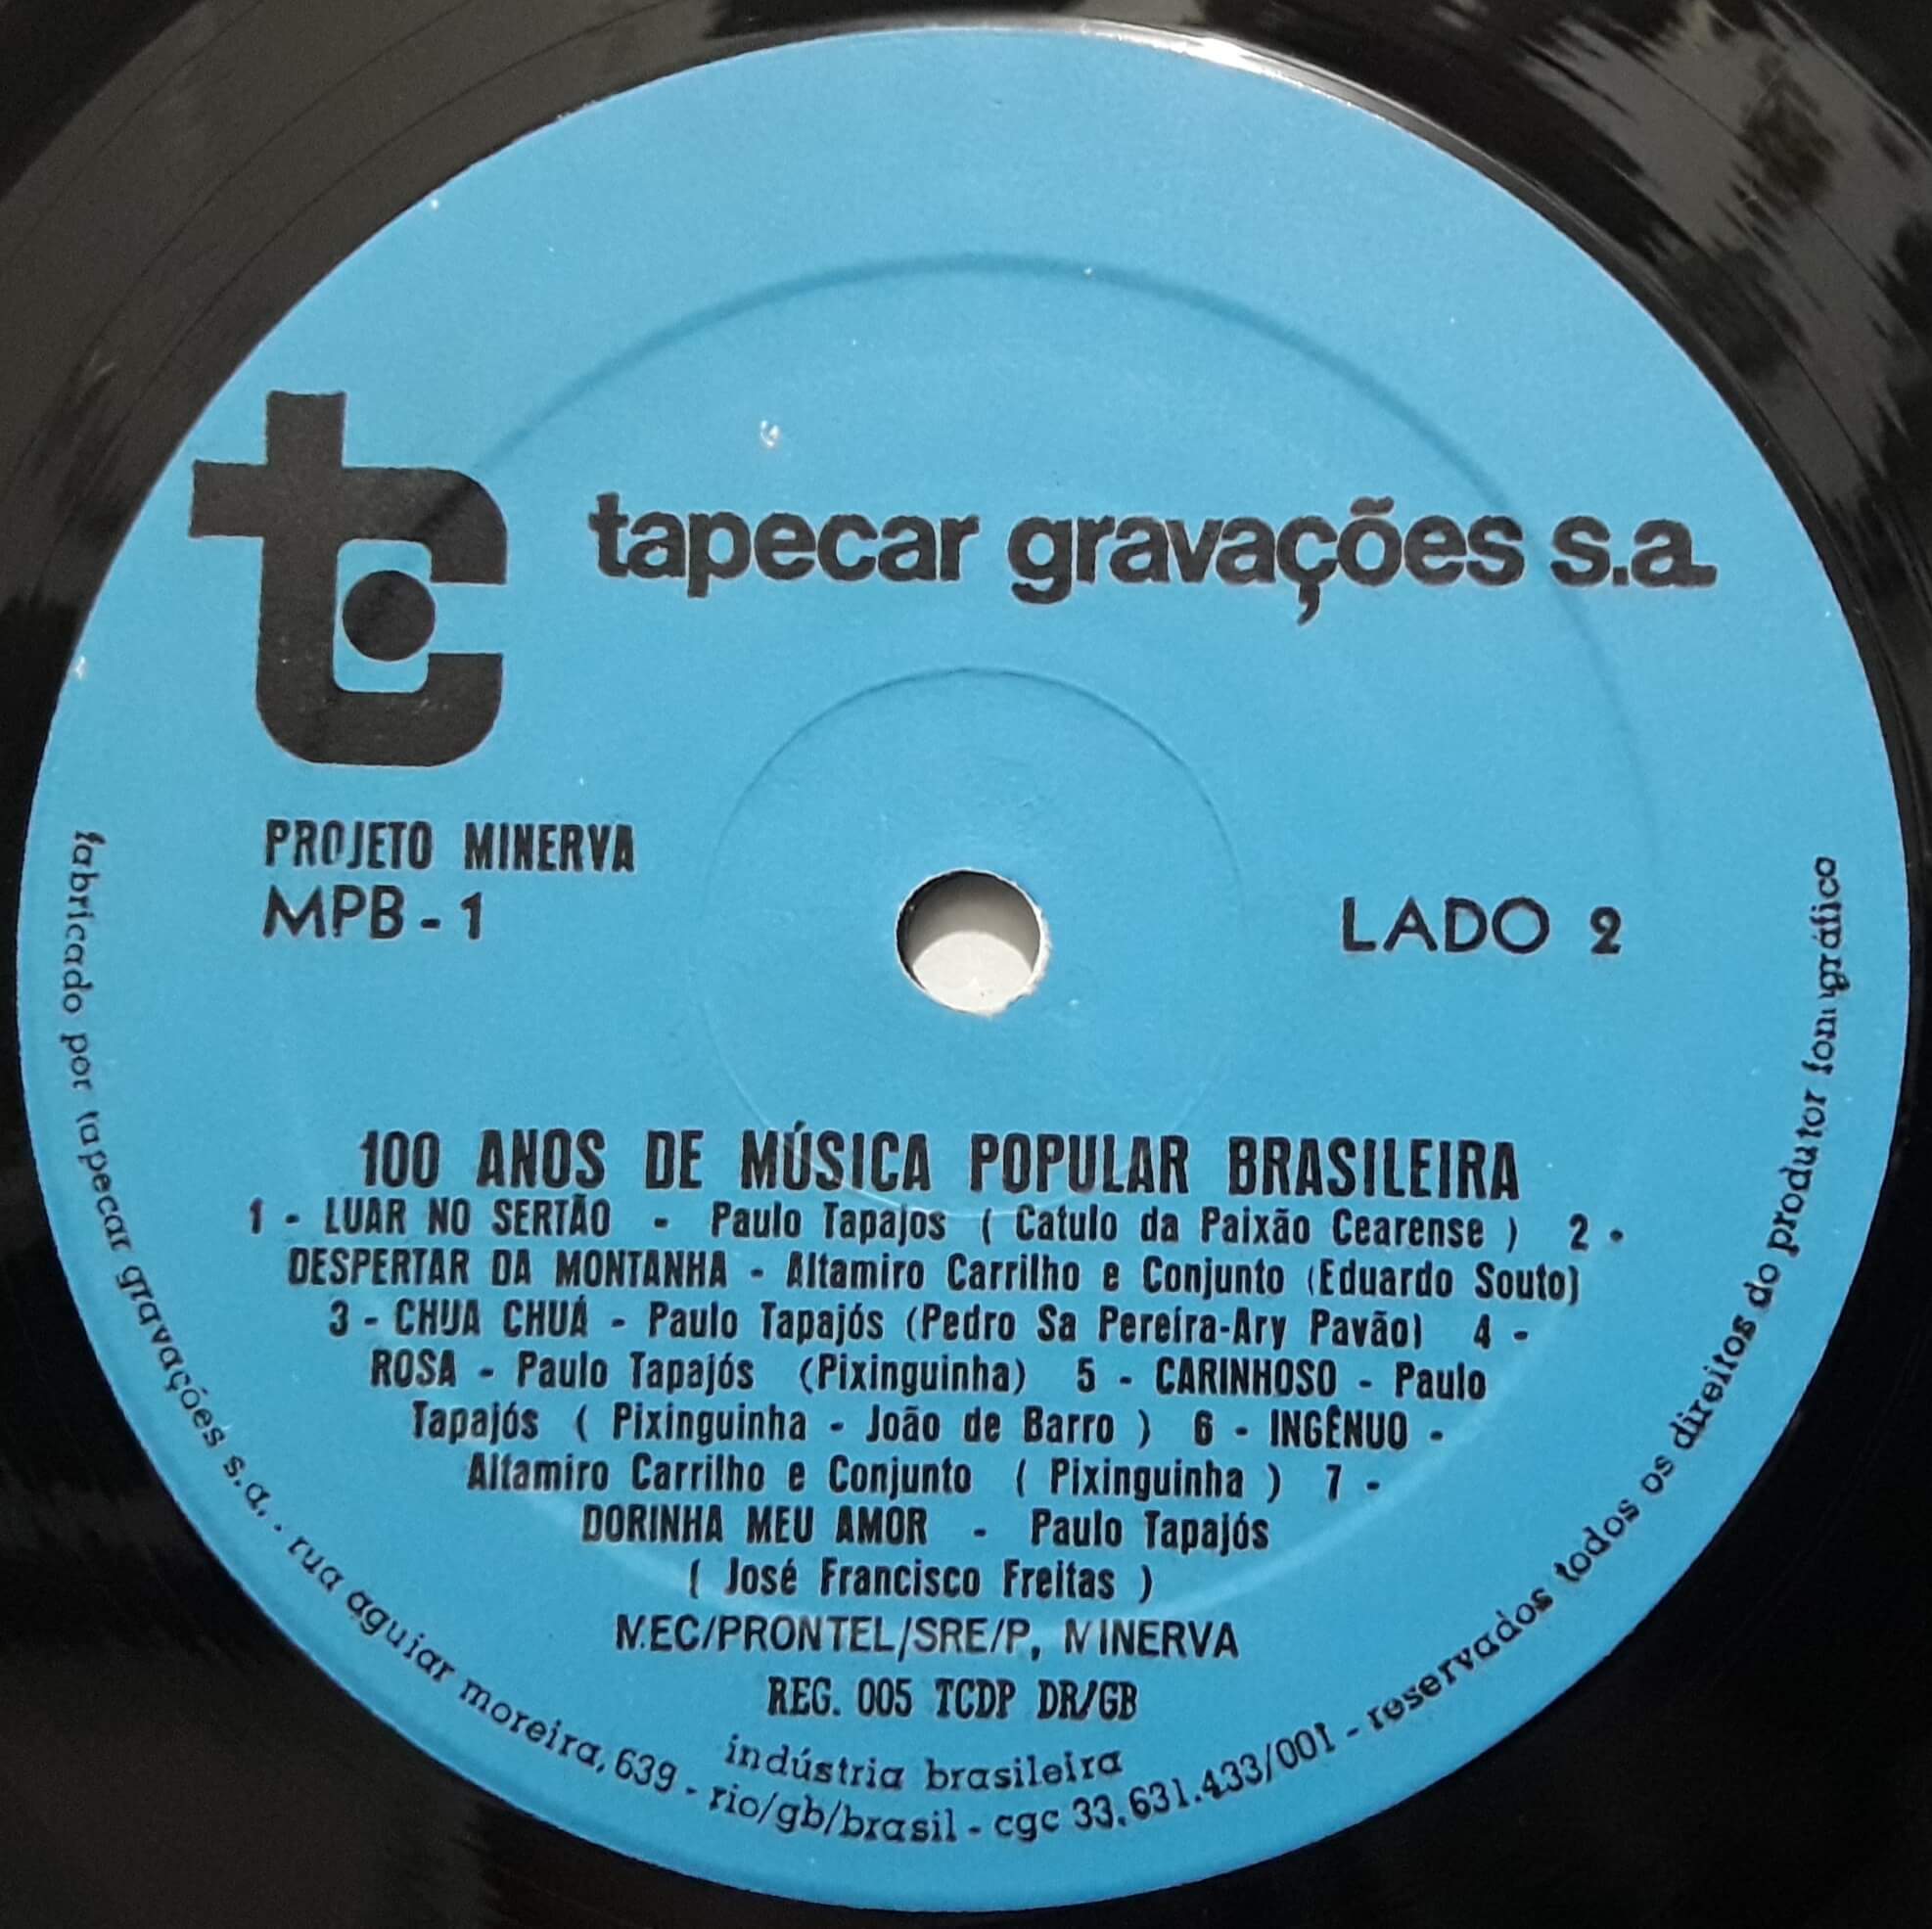 tc
tapecar gravações s.a.
PROJETO MINERVA
MPB - 1
LADO 2
100 ANOS DE MÚSICA POPULAR BRASILEIRA
1 - LUAR NO SERTÃO - Paulo Tapajos ( Catulo da Paixão Cearense ) 2 -
DESPERTAR DA MONTANHA - Altamiro Carrilho e Conjunto (Eduardo Souto)
3 - CHUA CHUÁ - Paulo Tapajós (Pedro Sa Pereira-Ary Pavão) 4 -
ROSA - Paulo Tapajós (Pixinguinha) 5 - CARINHOSO - Paulo
Tapajós ( Pixinguinha - João de Barro ) 6 - INGÊNUO -
Altamiro Carrilho e Conjunto ( Pixinguinha ) 7 -
DORINHA MEU AMOR - Paulo Tapajós
( José Francisco Freitas )
MEC/PRONTEL/SRE/P. MINERVA
REG. 005 TCDP DR/GB
indústria brasileira
fabricado por tapecar gravações s.a. - rua aguiar moreira, 639 - rio/gb/brasil - cgc 33.631.433/001 - reservados todos os direitos do produtor fonográfico